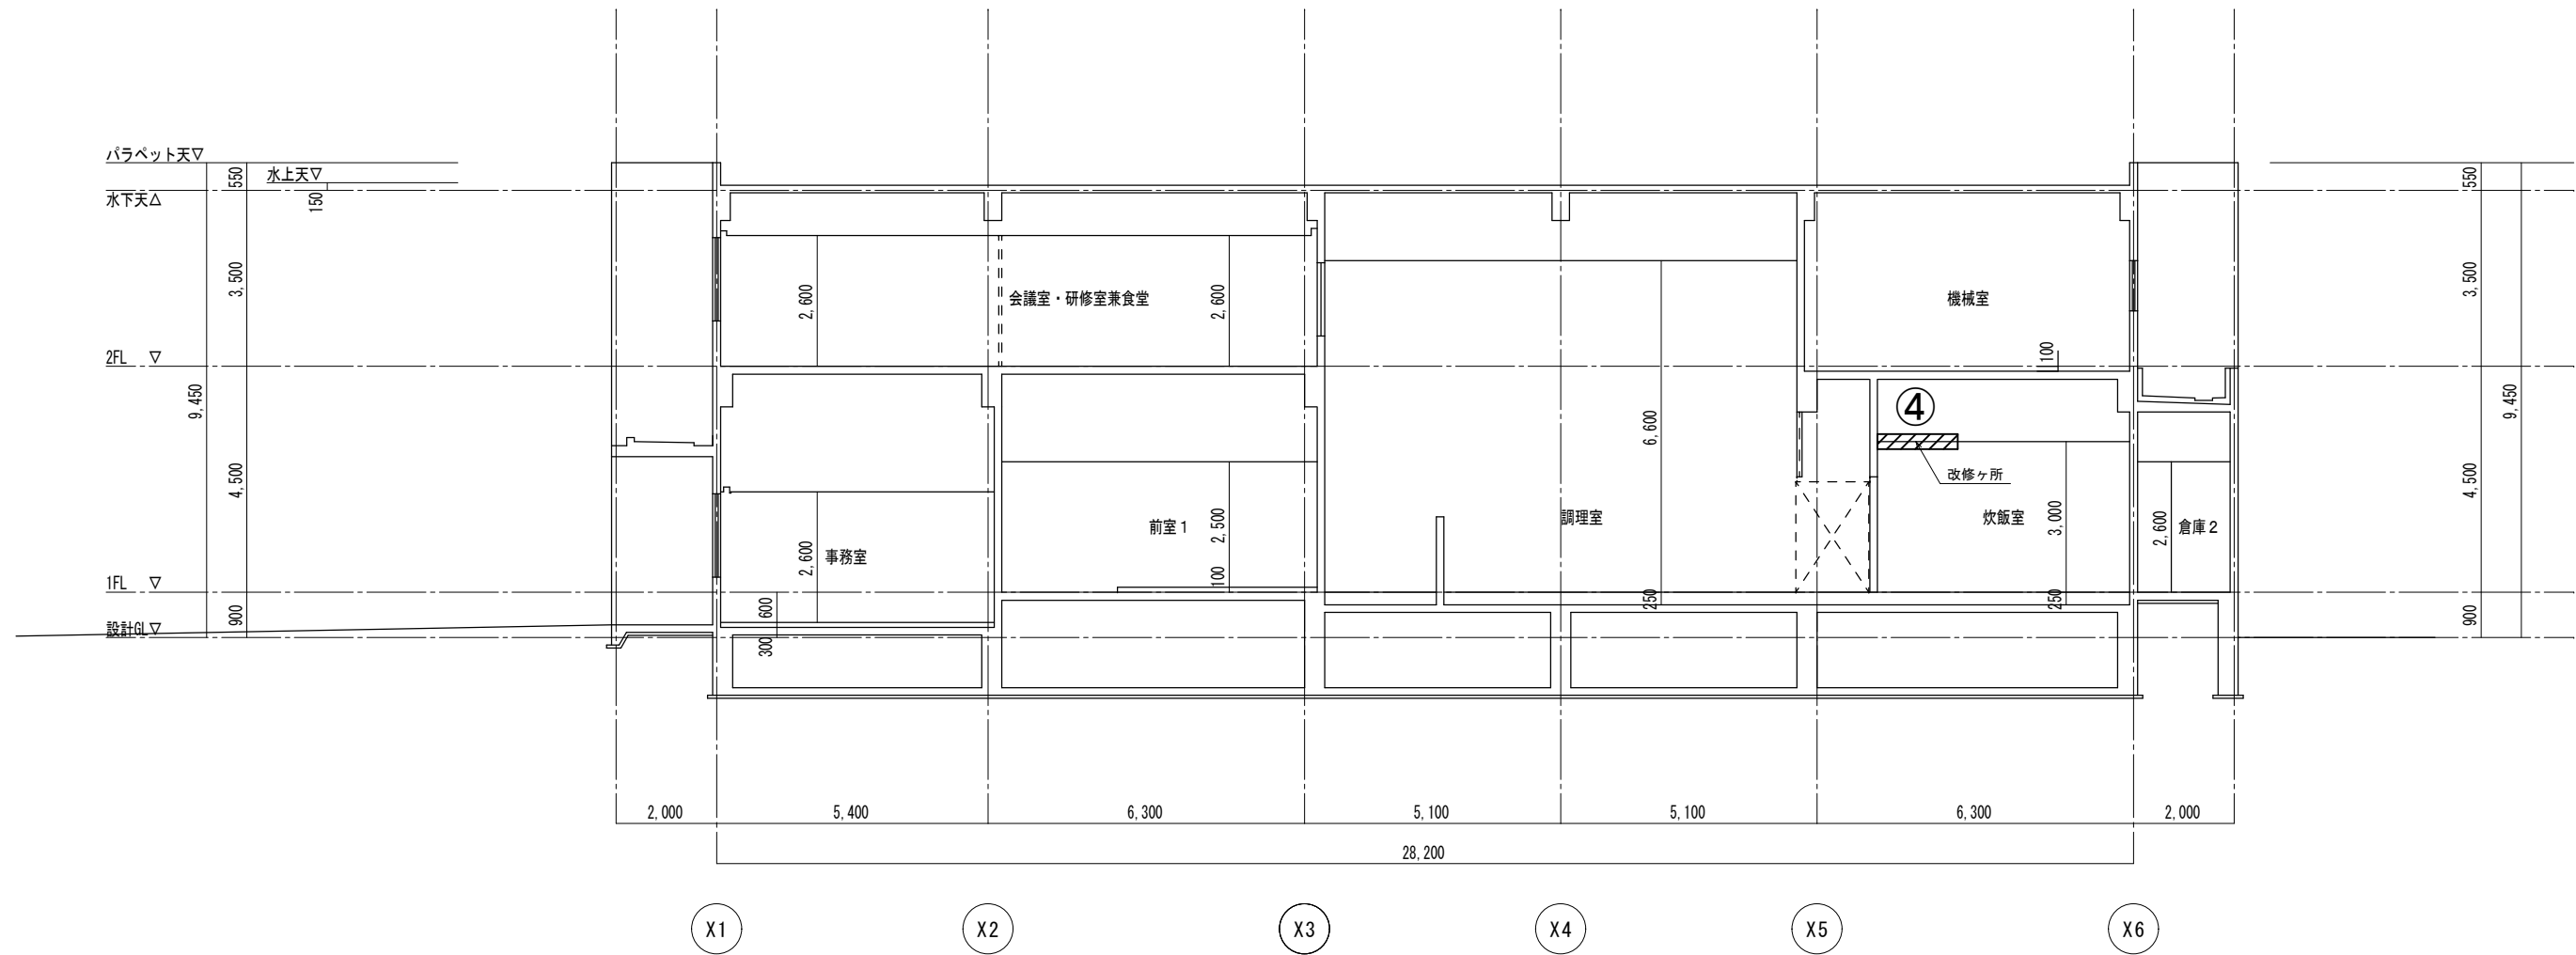 パラペット天▽
水上天▽
水下天△
550
150
3,500
2FL ▽
9,450
4,500
1FL ▽
設計GL▽
900
600
300
2,600
会議室・研修室兼食堂
2,600
機械室
100
④
改修ヶ所
6,600
2,600
事務室
前室1
2,500
100
調理室
250
炊飯室
3,000
250
2,600
倉庫2
550
3,500
9,450
4,500
900
2,000
5,400
6,300
5,100
5,100
6,300
2,000
28,200
X1
X2
X3
X4
X5
X6